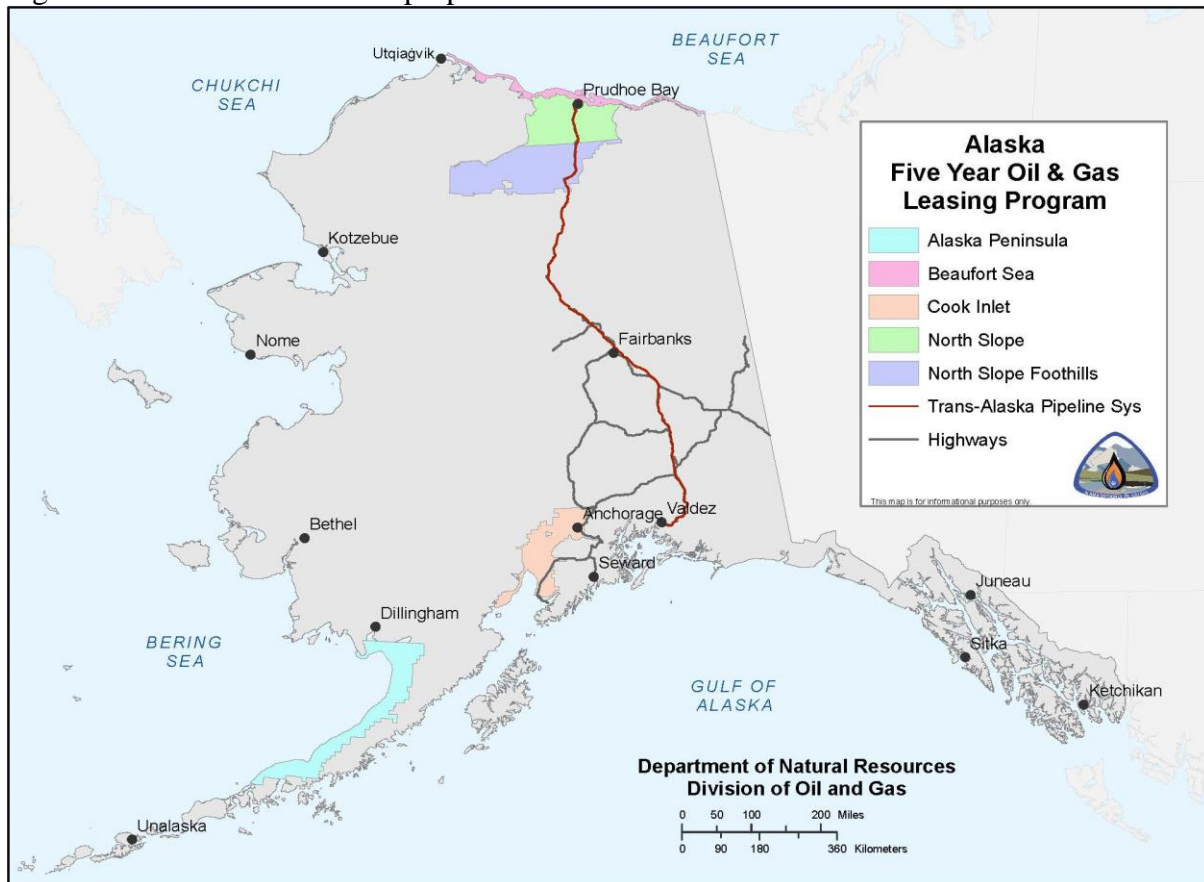 BEAUFORT
SEA
Utqiaġvik
CHUKCHI
SEA
Prudhoe Bay
Alaska
Five Year Oil & Gas
Leasing Program
Alaska Peninsula
Beaufort Sea
Cook Inlet
North Slope
North Slope Foothills
Trans-Alaska Pipeline Sys
Highways
This map is for informational purposes only.
Kotzebue
Nome
Fairbanks
Bethel
Anchorage
Valdez
Seward
Dillingham
Juneau
Sitka
Ketchikan
BERING
SEA
GULF OF
ALASKA
Department of Natural Resources
Division of Oil and Gas
0 50 100 200 Miles
0 90 180 360 Kilometers
Unalaska